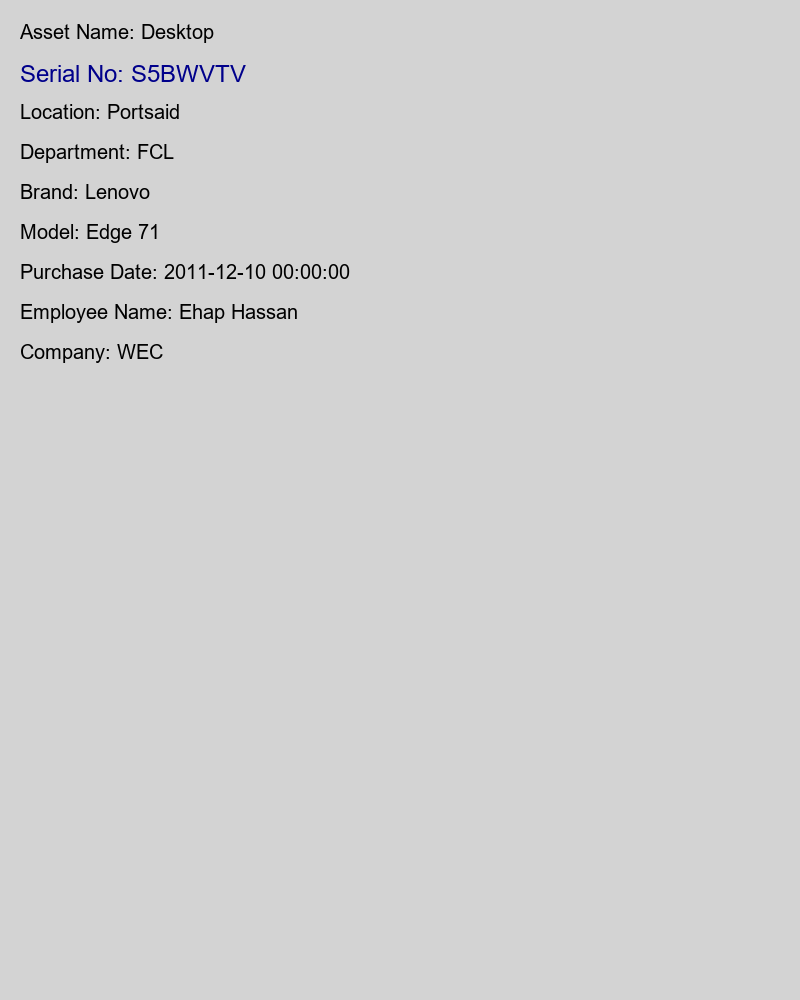 Asset Name: Desktop
Serial No: S5BWVTV
Location: Portsaid
Department: FCL
Brand: Lenovo
Model: Edge 71
Purchase Date: 2011-12-10 00:00:00
Employee Name: Ehap Hassan
Company: WEC